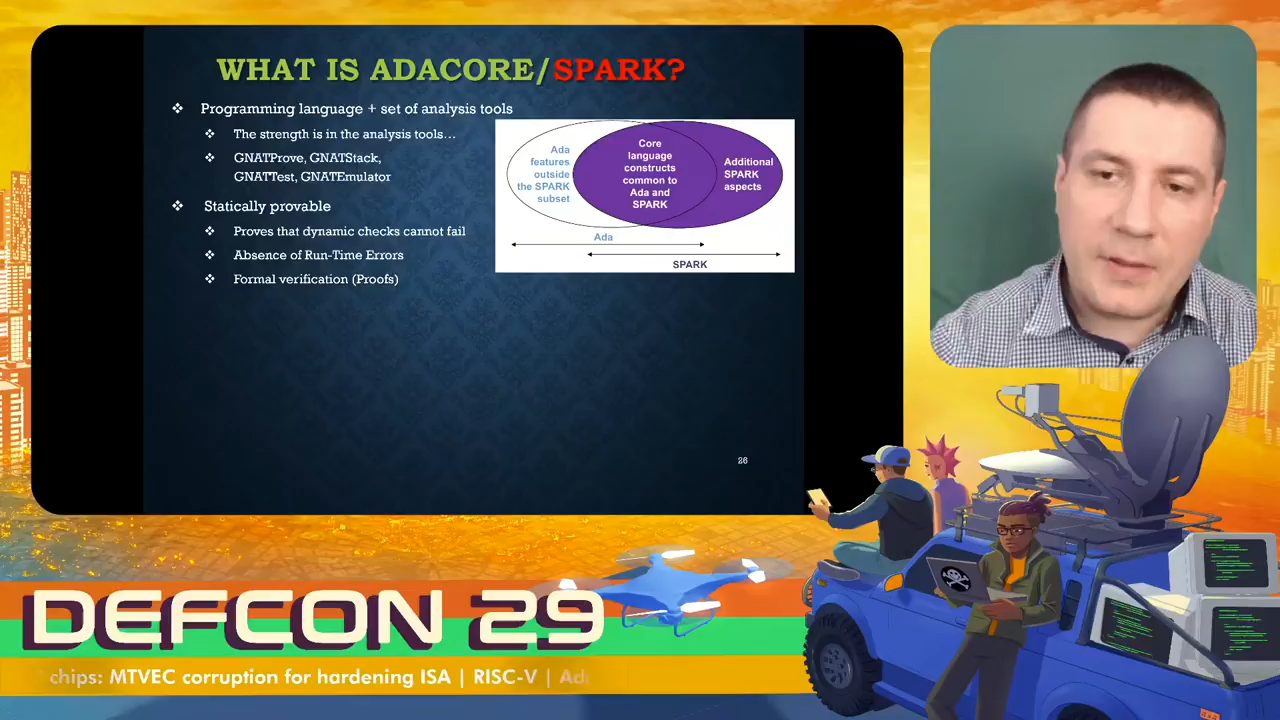 WHAT IS ADACORE/SPARK?
❖ Programming language + set of analysis tools
❖ The strength is in the analysis tools...
❖ GNATProve, GNATStack,
GNATTest, GNATEmulator
❖ Statically provable
❖ Proves that dynamic checks cannot fail
❖ Absence of Run-Time Errors
❖ Formal verification (Proofs)
Ada
features
outside
the SPARK
subset
Core
language
constructs
common to
Ada and
SPARK
Additional
SPARK
aspects
Ada
SPARK
26
DEFCON 29
chips: MTVEC corruption for hardening ISA | RISC-V | Ad